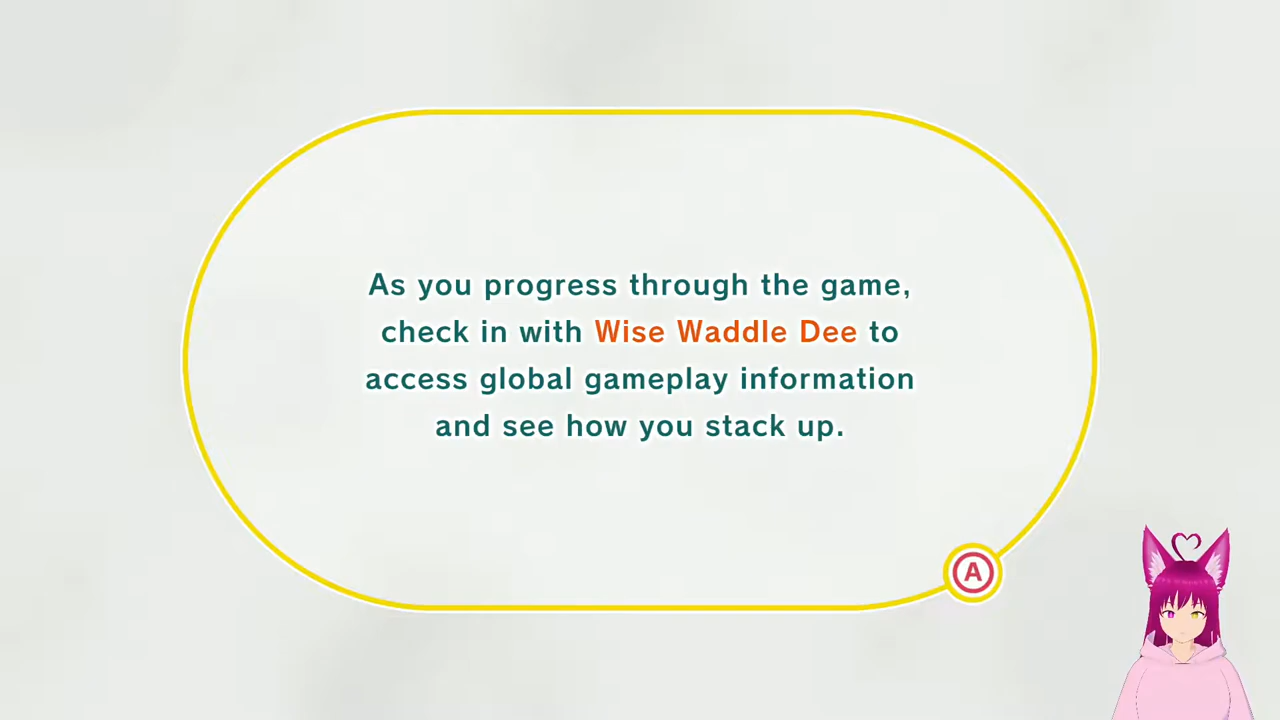 As you progress through the game,
check in with Wise Waddle Dee to
access global gameplay information
and see how you stack up.
A